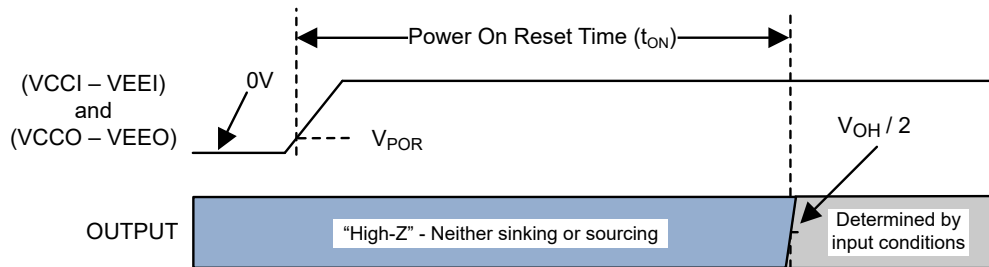 Power On Reset Time (tON)
(VCCI – VEEI)
and
(VCCO – VEEO)
0V
VPOR
VOH / 2
OUTPUT
“High-Z” - Neither sinking or sourcing
Determined by
input conditions